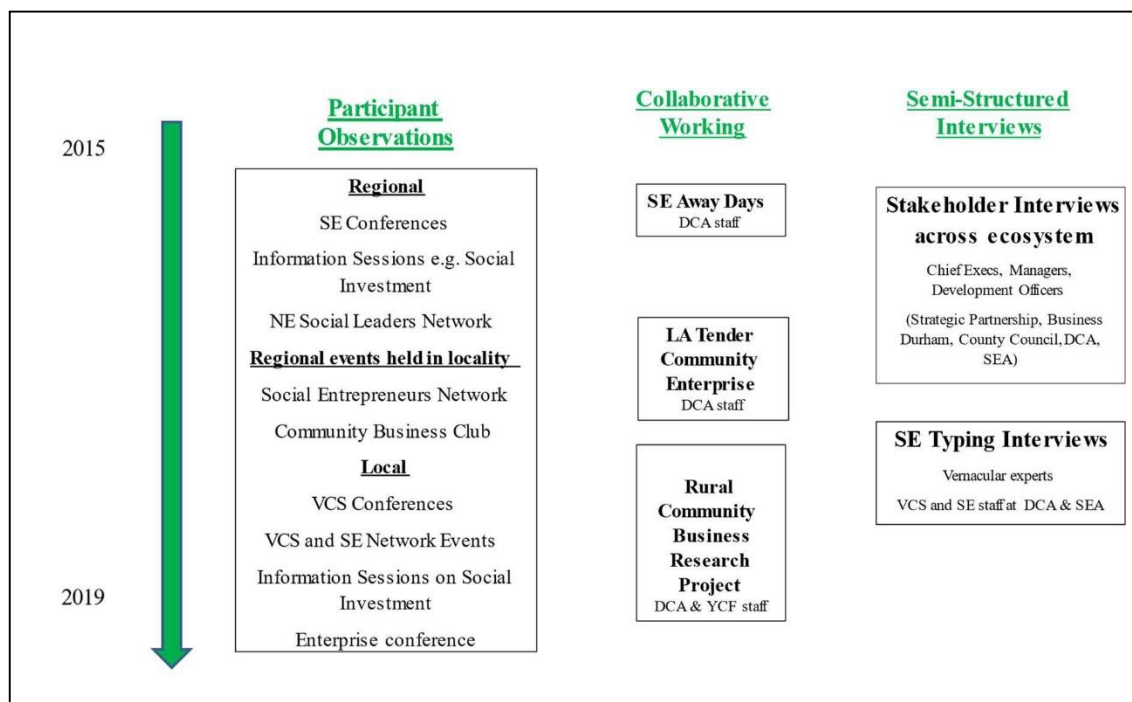 2015
2019
Participant
Observations
Regional
SE Conferences
Information Sessions e.g. Social
Investment
NE Social Leaders Network
Regional events held in locality
Social Entrepreneurs Network
Community Business Club
Local
VCS Conferences
VCS and SE Network Events
Information Sessions on Social
Investment
Enterprise conference
Collaborative
Working
SE Away Days
DCA staff
LA Tender
Community
Enterprise
DCA staff
Rural
Community
Business
Research
Project
DCA & YCF staff
Semi-Structured
Interviews
Stakeholder Interviews
across ecosystem
Chief Execs, Managers,
Development Officers
(Strategic Partnership, Business
Durham, County Council, DCA,
SEA)
SE Typing Interviews
Vernacular experts
VCS and SE staff at DCA & SEA